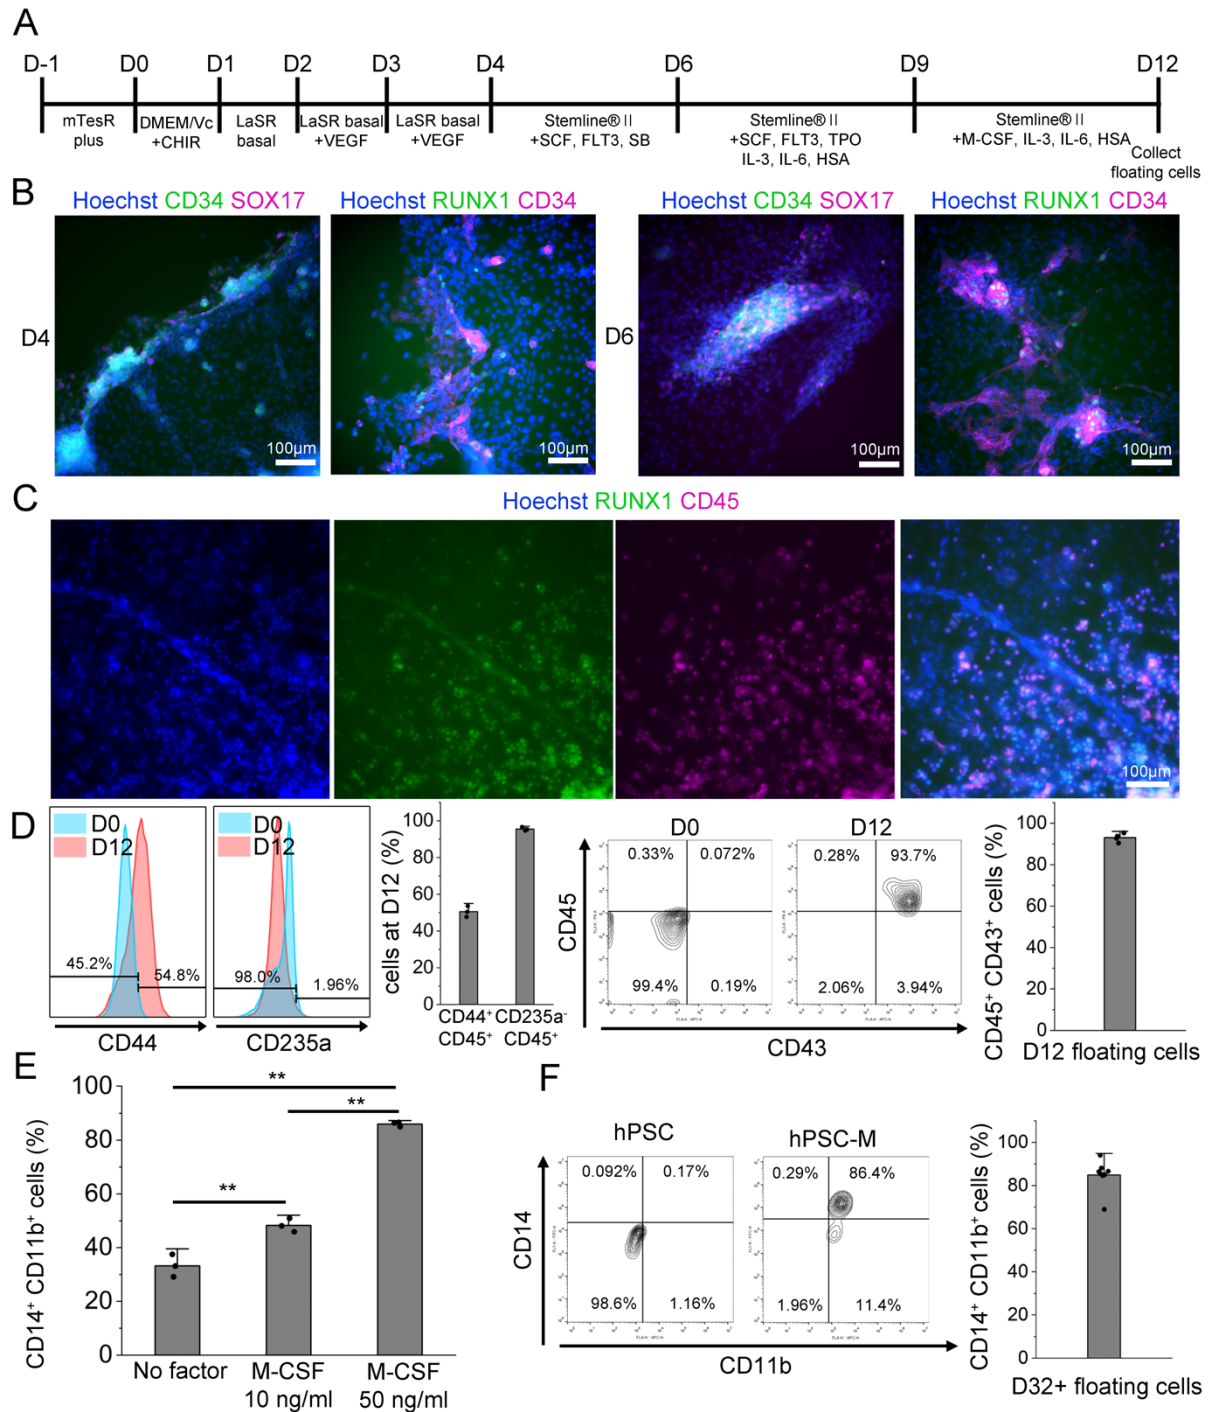 A
D-1 D0 D1 D2 D3 D4 D6 D9 D12
mTesR
plus
DMEM/Vc
+CHIR
LaSR
basal
LaSR basal
+VEGF
LaSR basal
+VEGF
Stemline® II
+SCF, FLT3, SB
Stemline® II
+SCF, FLT3, TPO
IL-3, IL-6, HSA
Stemline® II
+M-CSF, IL-3, IL-6, HSA
Collect
floating cells
B
Hoechst CD34 SOX17
Hoechst RUNX1 CD34
Hoechst CD34 SOX17
Hoechst RUNX1 CD34
D4
100μm
100μm
D6
100μm
100μm
C
Hoechst RUNX1 CD45
100μm
D
D0
D12
45.2%
54.8%
CD44
D0
D12
98.0%
1.96%
CD235a
cells at D12 (%)
100
80
60
40
20
0
CD44+
CD45+
CD235a-
CD45+
D0
0.33% 0.072%
99.4% 0.19%
D12
0.28% 93.7%
2.06% 3.94%
CD45
CD43
CD45+ CD43+ cells (%)
100
80
60
40
20
0
D12 floating cells
E
CD14+ CD11b+ cells (%)
100
80
60
40
20
0
**
**
**
No factor
M-CSF
10 ng/ml
M-CSF
50 ng/ml
F
hPSC
0.092% 0.17%
98.6% 1.16%
hPSC-M
0.29% 86.4%
1.96% 11.4%
CD14
CD11b
CD14+ CD11b+ cells (%)
100
80
60
40
20
0
D32+ floating cells